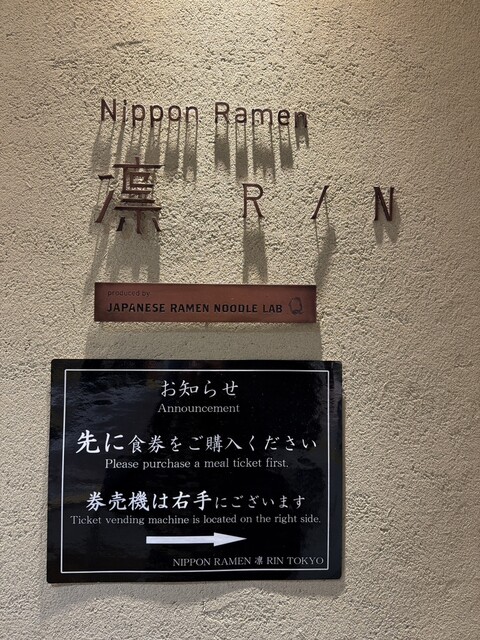 Nippon Ramen
凛 RIN
produced by
JAPANESE RAMEN NOODLE LAB Q
お知らせ
Announcement
先に食券をご購入ください
Please purchase a meal ticket first.
券売機は右手にございます
Ticket vending machine is located on the right side.
NIPPON RAMEN 凛 RIN TOKYO